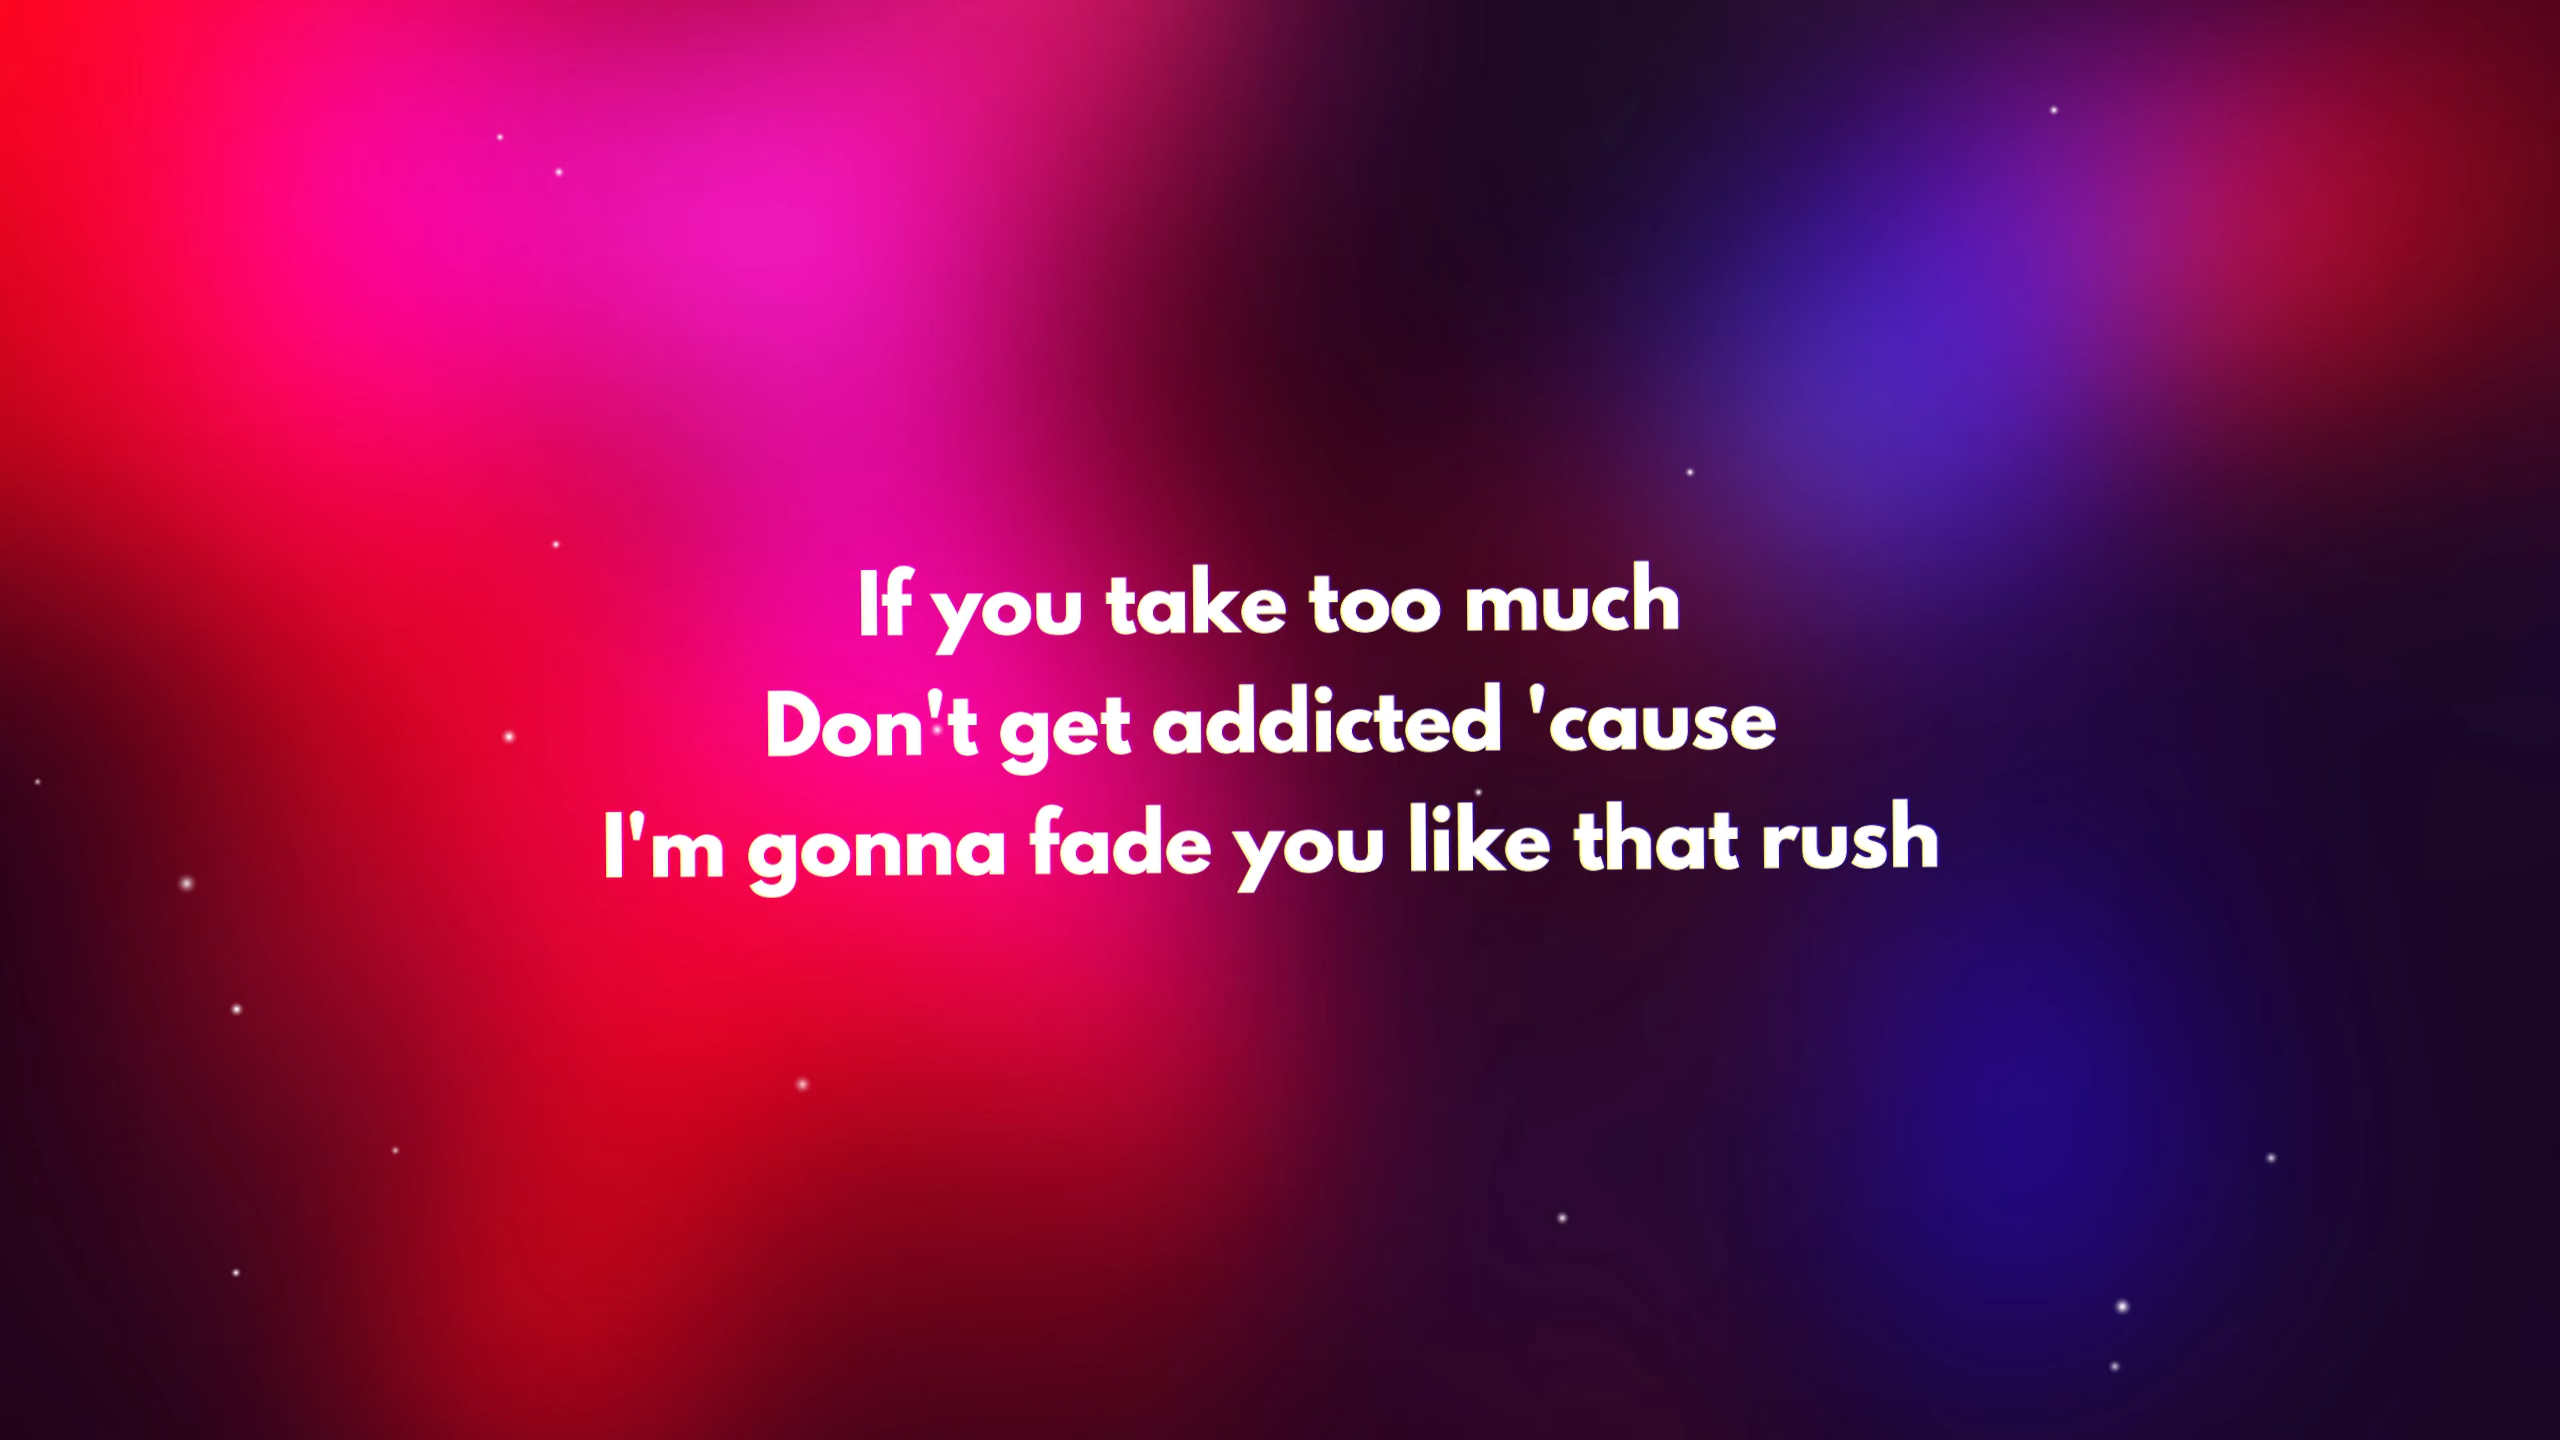 If you take too much
Don't get addicted 'cause
I'm gonna fade you like that rush